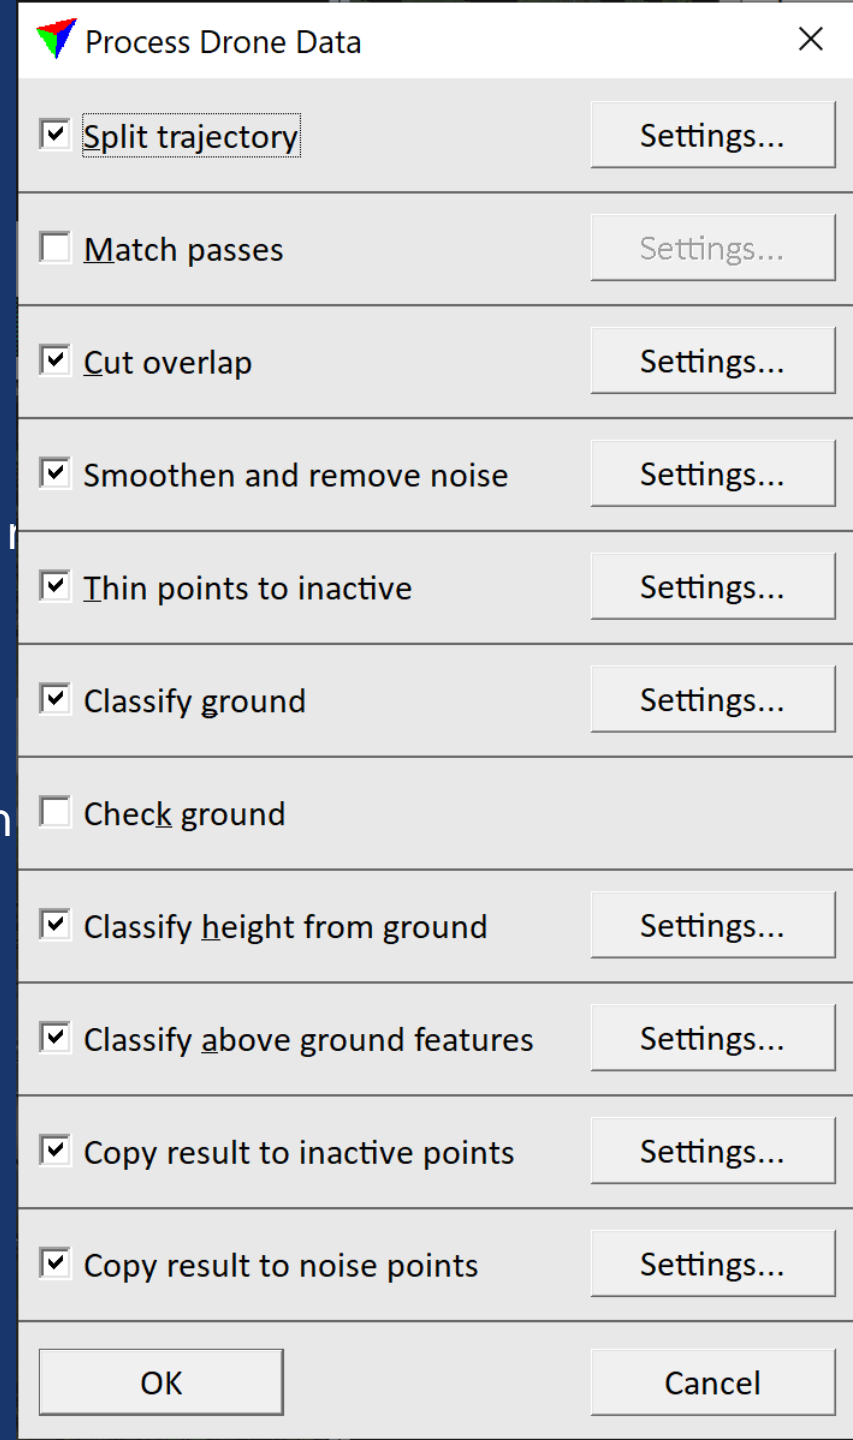 Process Drone Data
Split trajectory Settings...
Match passes Settings...
Cut overlap Settings...
Smoothen and remove noise Settings...
Thin points to inactive Settings...
Classify ground Settings...
Check ground
Classify height from ground Settings...
Classify above ground features Settings...
Copy result to inactive points Settings...
Copy result to noise points Settings...
OK Cancel